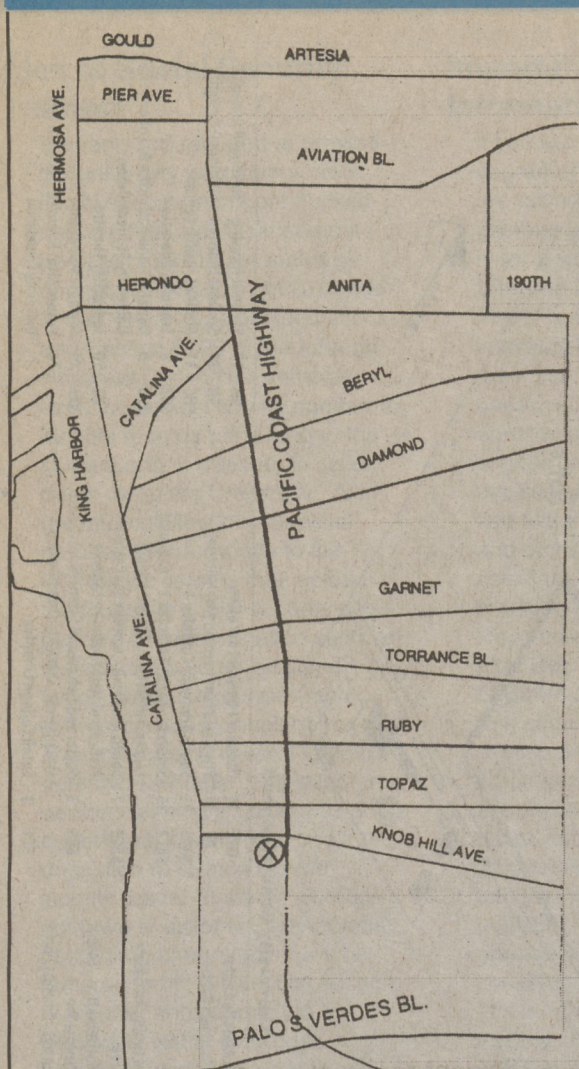 GOULD
ARTESIA
PIER AVE.
HERMOSA AVE.
AVIATION BL.
HERONDO
ANITA
190TH
CATALINA AVE.
PACIFIC COAST HIGHWAY
BERYL
KING HARBOR
DIAMOND
GARNET
CATALINA AVE.
TORRANCE BL.
RUBY
TOPAZ
KNOB HILL AVE.
PALOS VERDES BL.